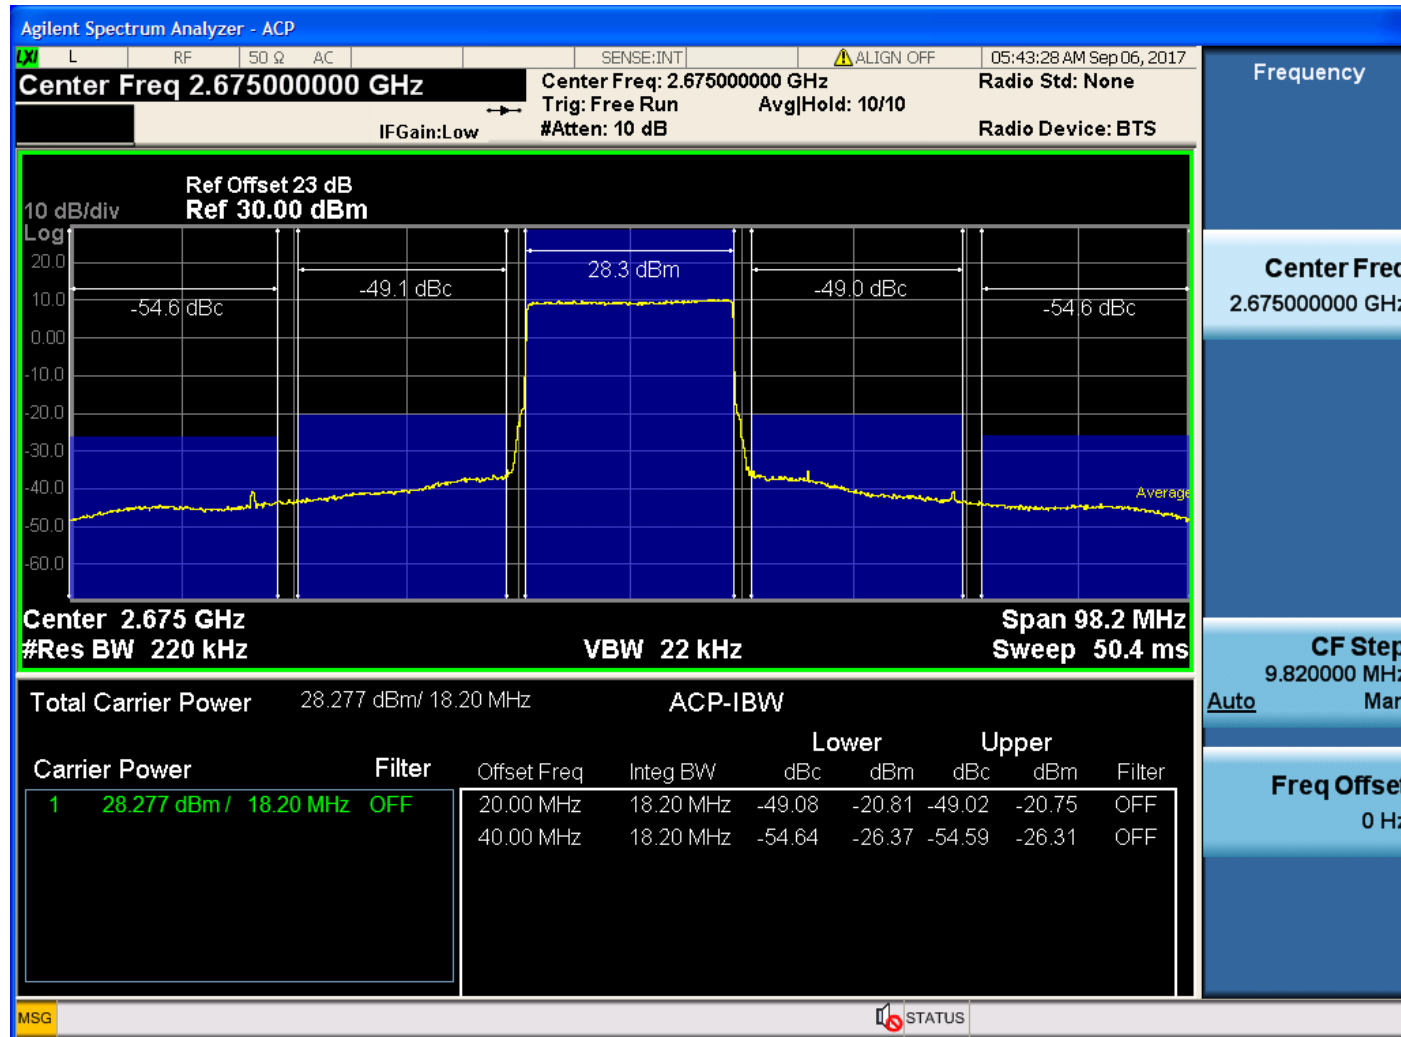 Agilent Spectrum Analyzer - ACP
LXI L RF 50 Ω AC SENSE:INT ALIGN OFF 05:43:28 AM Sep 06, 2017
Center Freq 2.675000000 GHz
Center Freq: 2.675000000 GHz Radio Std: None
Trig: Free Run Avg|Hold: 10/10
IFGain:Low #Atten: 10 dB Radio Device: BTS
Frequency
Ref Offset 23 dB
10 dB/div Ref 30.00 dBm
Log
20.0
10.0
0.00
-10.0
-20.0
-30.0
-40.0
-50.0
-60.0
-54.6 dBc
-49.1 dBc
28.3 dBm
-49.0 dBc
-54.6 dBc
Average
Center 2.675 GHz Span 98.2 MHz
#Res BW 220 kHz VBW 22 kHz Sweep 50.4 ms
Center Freq
2.675000000 GHz
CF Step
9.820000 MHz
Auto Man
Freq Offset
0 Hz
Total Carrier Power 28.277 dBm/ 18.20 MHz ACP-IBW
Lower Upper
Carrier Power Filter Offset Freq Integ BW dBc dBm dBc dBm Filter
1 28.277 dBm / 18.20 MHz OFF 20.00 MHz 18.20 MHz -49.08 -20.81 -49.02 -20.75 OFF
40.00 MHz 18.20 MHz -54.64 -26.37 -54.59 -26.31 OFF
MSG STATUS